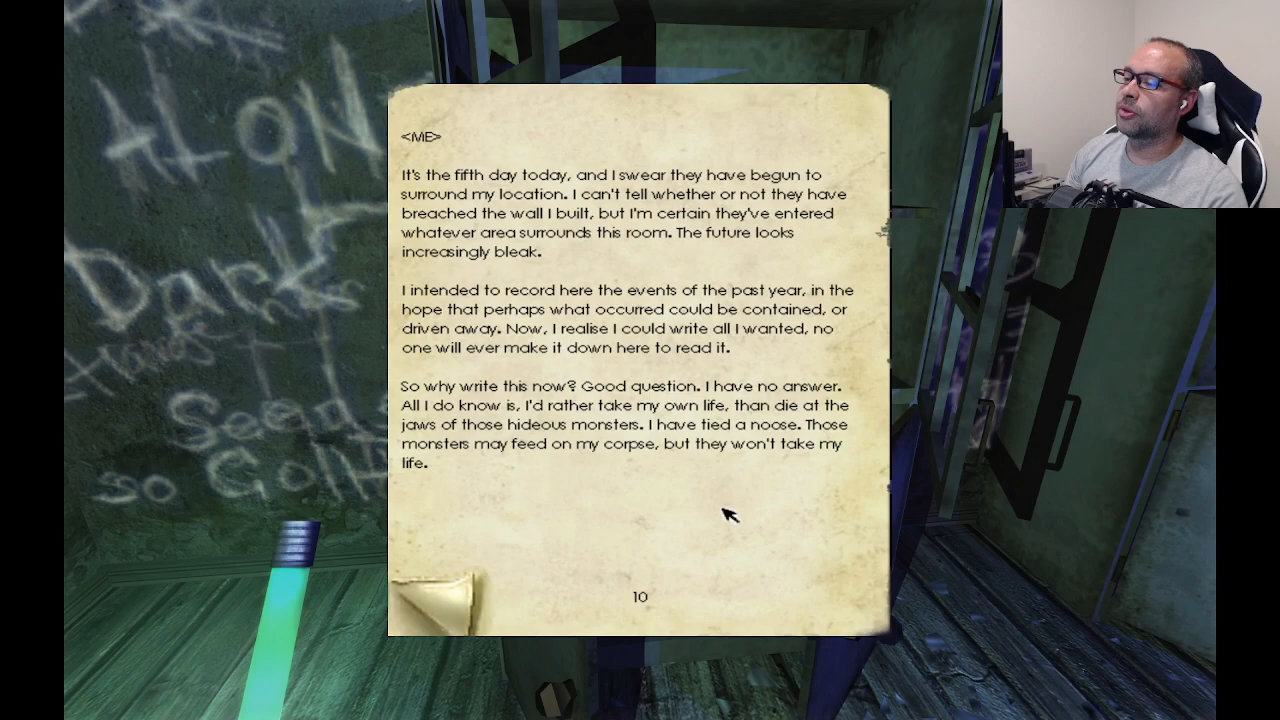 ALONE
Dark
Hands
Seed
so Cold
<ME>
It's the fifth day today, and I swear they have begun to
surround my location. I can't tell whether or not they have
breached the wall I built, but I'm certain they've entered
whatever area surrounds this room. The future looks
increasingly bleak.
I intended to record here the events of the past year, in the
hope that perhaps what occurred could be contained, or
driven away. Now, I realise I could write all I wanted, no
one will ever make it down here to read it.
So why write this now? Good question. I have no answer.
All I do know is, I'd rather take my own life, than die at the
jaws of those hideous monsters. I have tied a noose. Those
monsters may feed on my corpse, but they won't take my
life.
10